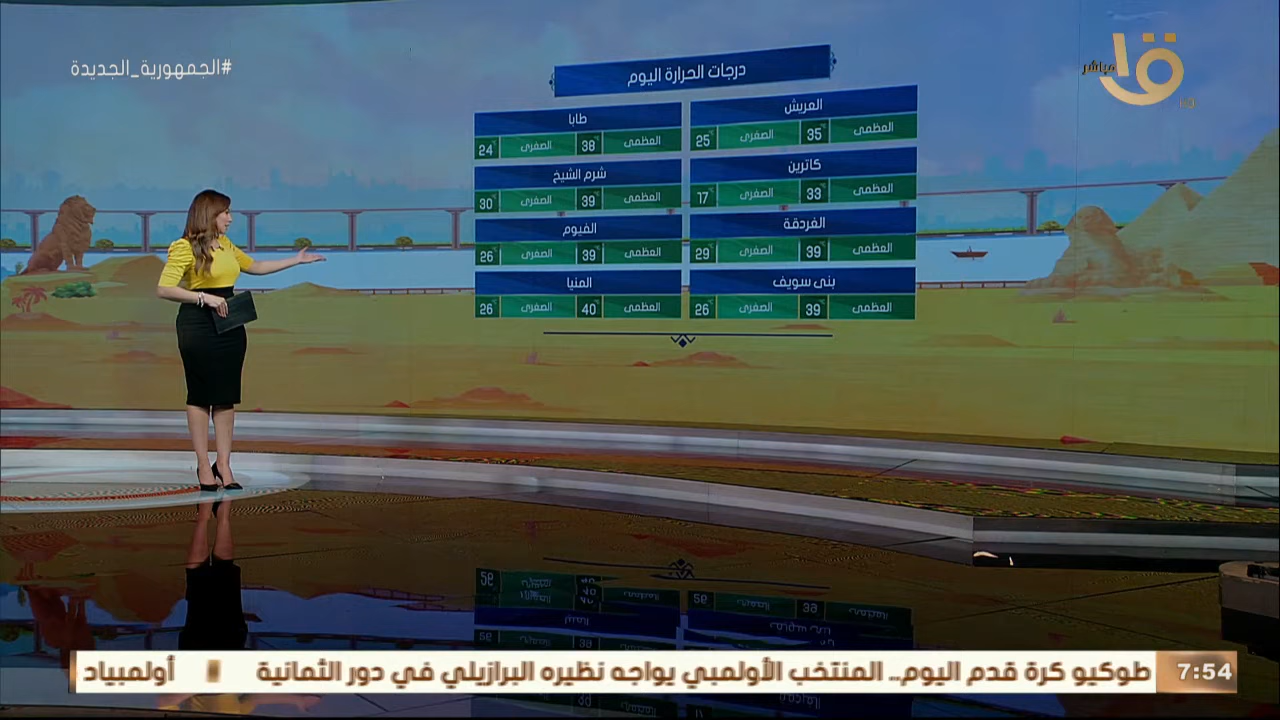 #الجمهورية_الجديدة
مباشر
درجات الحرارة اليوم
العريش
العظمى 35 الصغرى 25
طابا
العظمى 38 الصغرى 24
كاترين
العظمى 33 الصغرى 17
شرم الشيخ
العظمى 39 الصغرى 30
الغردقة
العظمى 39 الصغرى 29
الفيوم
العظمى 39 الصغرى 26
بنى سويف
العظمى 39 الصغرى 26
المنيا
العظمى 40 الصغرى 26
7:54
طوكيو كرة قدم اليوم.. المنتخب الأولمبي يواجه نظيره البرازيلي في دور الثمانية أولمبياد